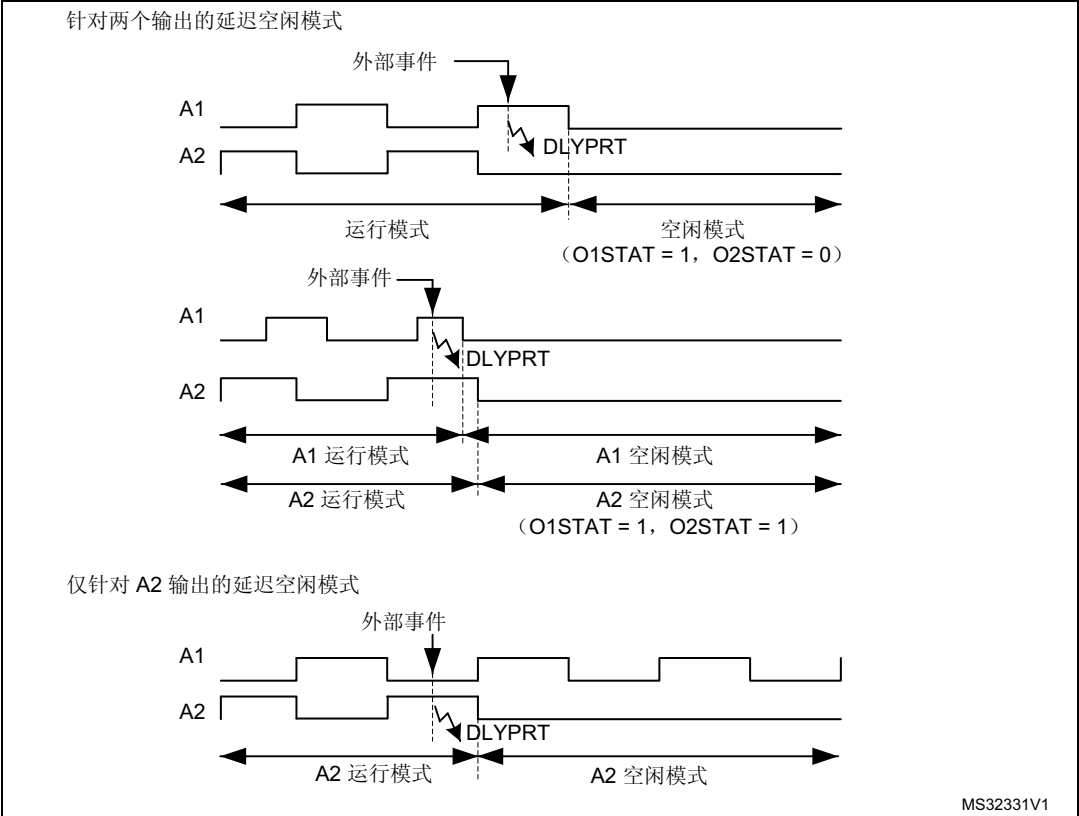 针对两个输出的延迟空闲模式
外部事件
A1
DLYPRT
A2
运行模式
空闲模式
（O1STAT = 1，O2STAT = 0）
外部事件
A1
DLYPRT
A2
A1 运行模式
A1 空闲模式
A2 运行模式
A2 空闲模式
（O1STAT = 1，O2STAT = 1）
仅针对 A2 输出的延迟空闲模式
外部事件
A1
A2
DLYPRT
A2 运行模式
A2 空闲模式
MS32331V1